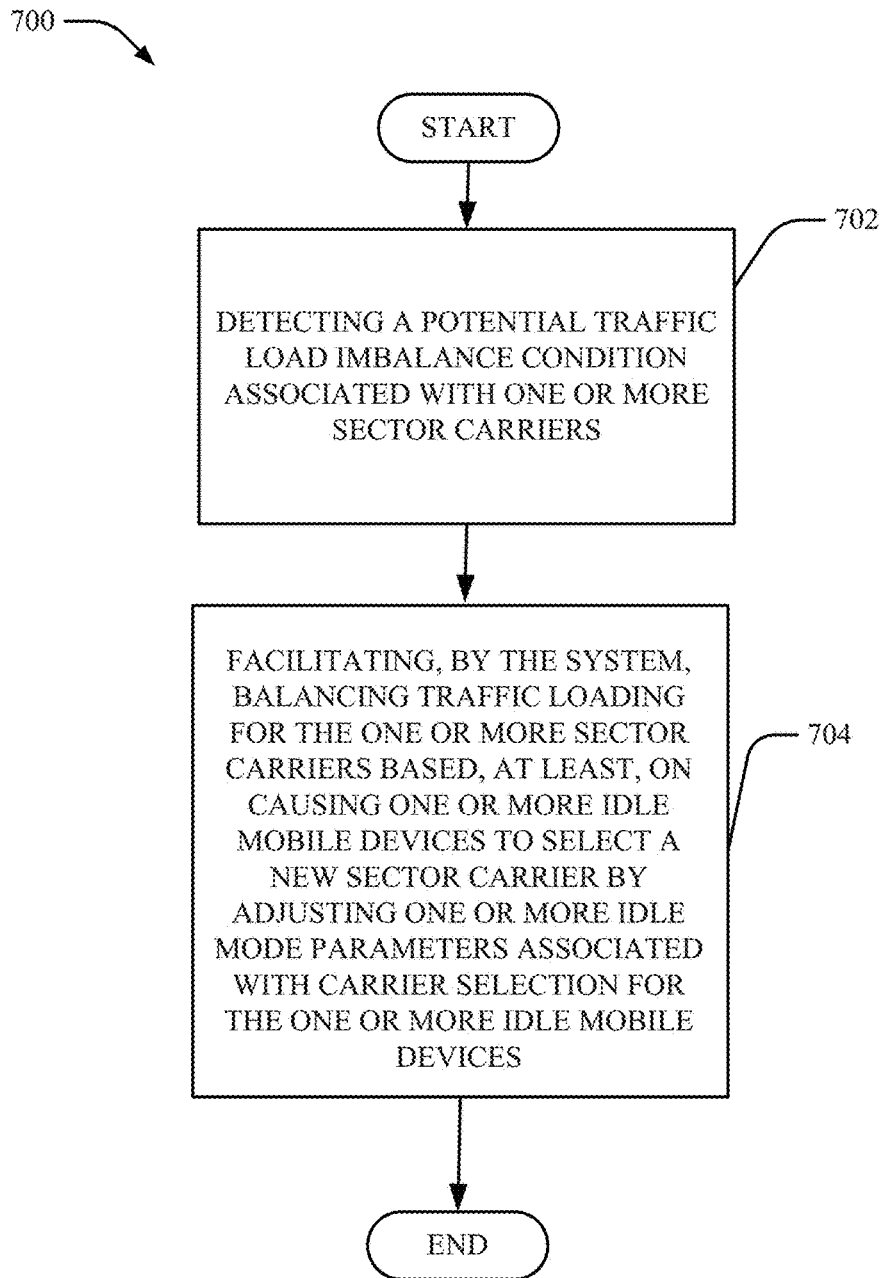 700
START
702
DETECTING A POTENTIAL TRAFFIC
LOAD IMBALANCE CONDITION
ASSOCIATED WITH ONE OR MORE
SECTOR CARRIERS
FACILITATING, BY THE SYSTEM,
BALANCING TRAFFIC LOADING
FOR THE ONE OR MORE SECTOR
CARRIERS BASED, AT LEAST, ON
CAUSING ONE OR MORE IDLE
MOBILE DEVICES TO SELECT A
NEW SECTOR CARRIER BY
ADJUSTING ONE OR MORE IDLE
MODE PARAMETERS ASSOCIATED
WITH CARRIER SELECTION FOR
THE ONE OR MORE IDLE MOBILE
DEVICES
704
END